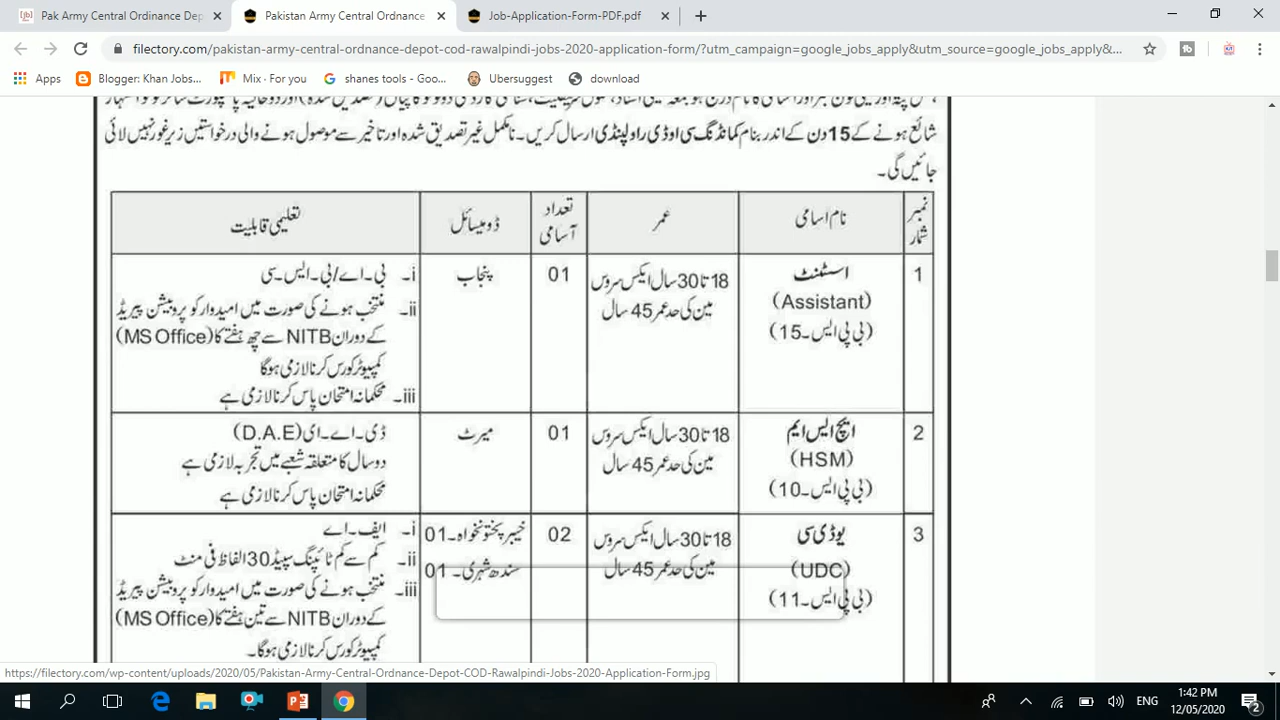 Pak Army Central Ordinance Dep
Pakistan Army Central Ordnance
Job-Application-Form-PDF.pdf
filectory.com/pakistan-army-central-ordnance-depot-cod-rawalpindi-jobs-2020-application-form/?utm_campaign=google_jobs_apply&utm_source=google_jobs_apply&...
Apps
Blogger: Khan Jobs...
Mix · For you
shanes tools - Goo...
Ubersuggest
download
شائع ہونے کے 15 دن کے اندر بنام کمانڈنگ سی او ڈی راولپنڈی ارسال کریں۔ نامکمل غیر تصدیق شدہ اور تاخیر سے موصول ہونے والی درخواستیں زیر غور نہیں لائی
جائیں گی۔
نمبر شمار
نام اسامی
عمر
تعداد آسامی
ڈومیسائل
تعلیمی قابلیت
1
اسسٹنٹ
(Assistant)
(بی پی ایس۔15)
18 تا 30 سال ایکس سروس
مین کی حد عمر 45 سال
01
پنجاب
i۔ بی۔اے/بی۔ایس۔سی
ii۔ منتخب ہونے کی صورت میں امیدوار کو پروبیشن پیریڈ
کے دوران NITB سے چھ ہفتے کا (MS Office)
کمپیوٹر کورس کرنا لازمی ہوگا
iii۔ محکمانہ امتحان پاس کرنا لازمی ہے
2
ایچ ایس ایم
(HSM)
(بی پی ایس۔10)
18 تا 30 سال ایکس سروس
مین کی حد عمر 45 سال
01
میرٹ
ڈی۔اے۔ای (D.A.E)
دو سال کا متعلقہ شعبے میں تجربہ لازمی ہے
محکمانہ امتحان پاس کرنا لازمی ہے
3
یو ڈی سی
(UDC)
(بی پی ایس۔11)
18 تا 30 سال ایکس سروس
مین کی حد عمر 45 سال
02
خیبر پختونخواہ۔01
سندھ شہری۔01
i۔ ایف۔اے
ii۔ کم سے کم ٹائپنگ سپیڈ 30 الفاظ فی منٹ
iii۔ منتخب ہونے کی صورت میں امیدوار کو پروبیشن پیریڈ
کے دوران NITB سے تین ہفتے کا (MS Office)
کمپیوٹر کورس کرنا لازمی ہوگا۔
https://filectory.com/wp-content/uploads/2020/05/Pakistan-Army-Central-Ordnance-Depot-COD-Rawalpindi-Jobs-2020-Application-Form.jpg
ENG
1:42 PM
12/05/2020
2